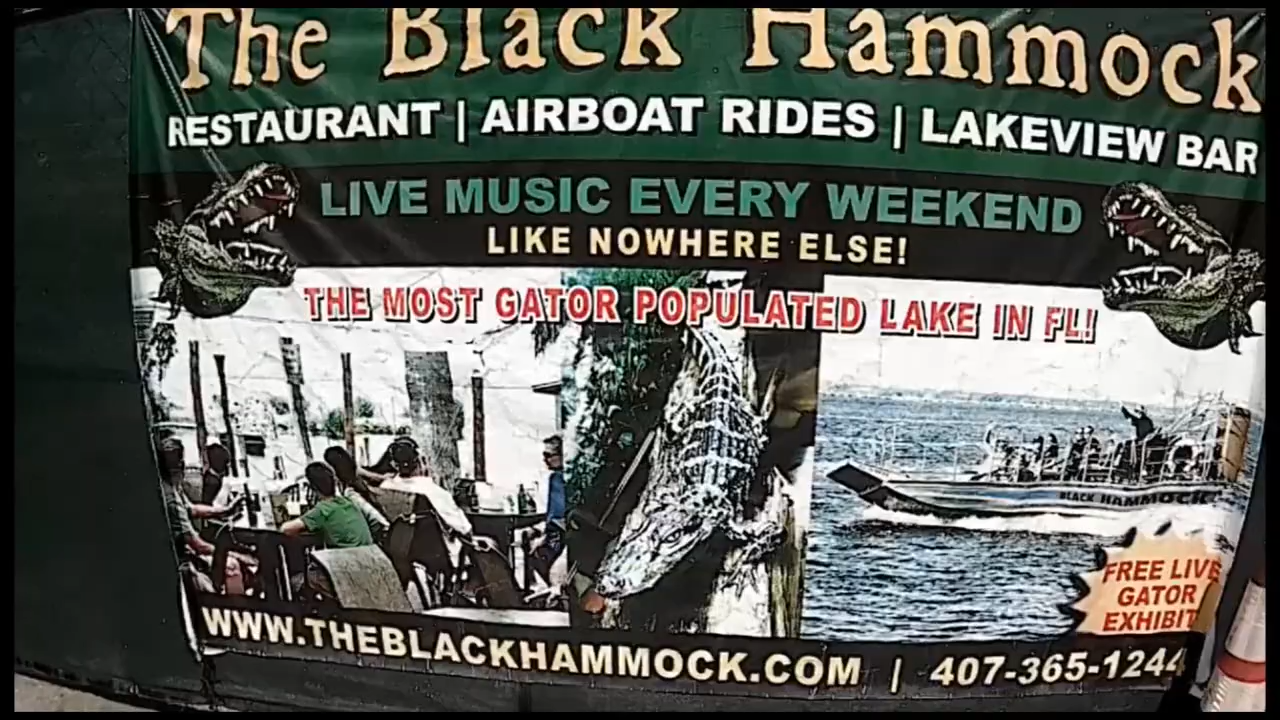 The Black Hammock
RESTAURANT | AIRBOAT RIDES | LAKEVIEW BAR
LIVE MUSIC EVERY WEEKEND
LIKE NOWHERE ELSE!
THE MOST GATOR POPULATED LAKE IN FL!
BLACK HAMMOCK
FREE LIVE
GATOR
EXHIBIT
WWW.THEBLACKHAMMOCK.COM | 407-365-1244